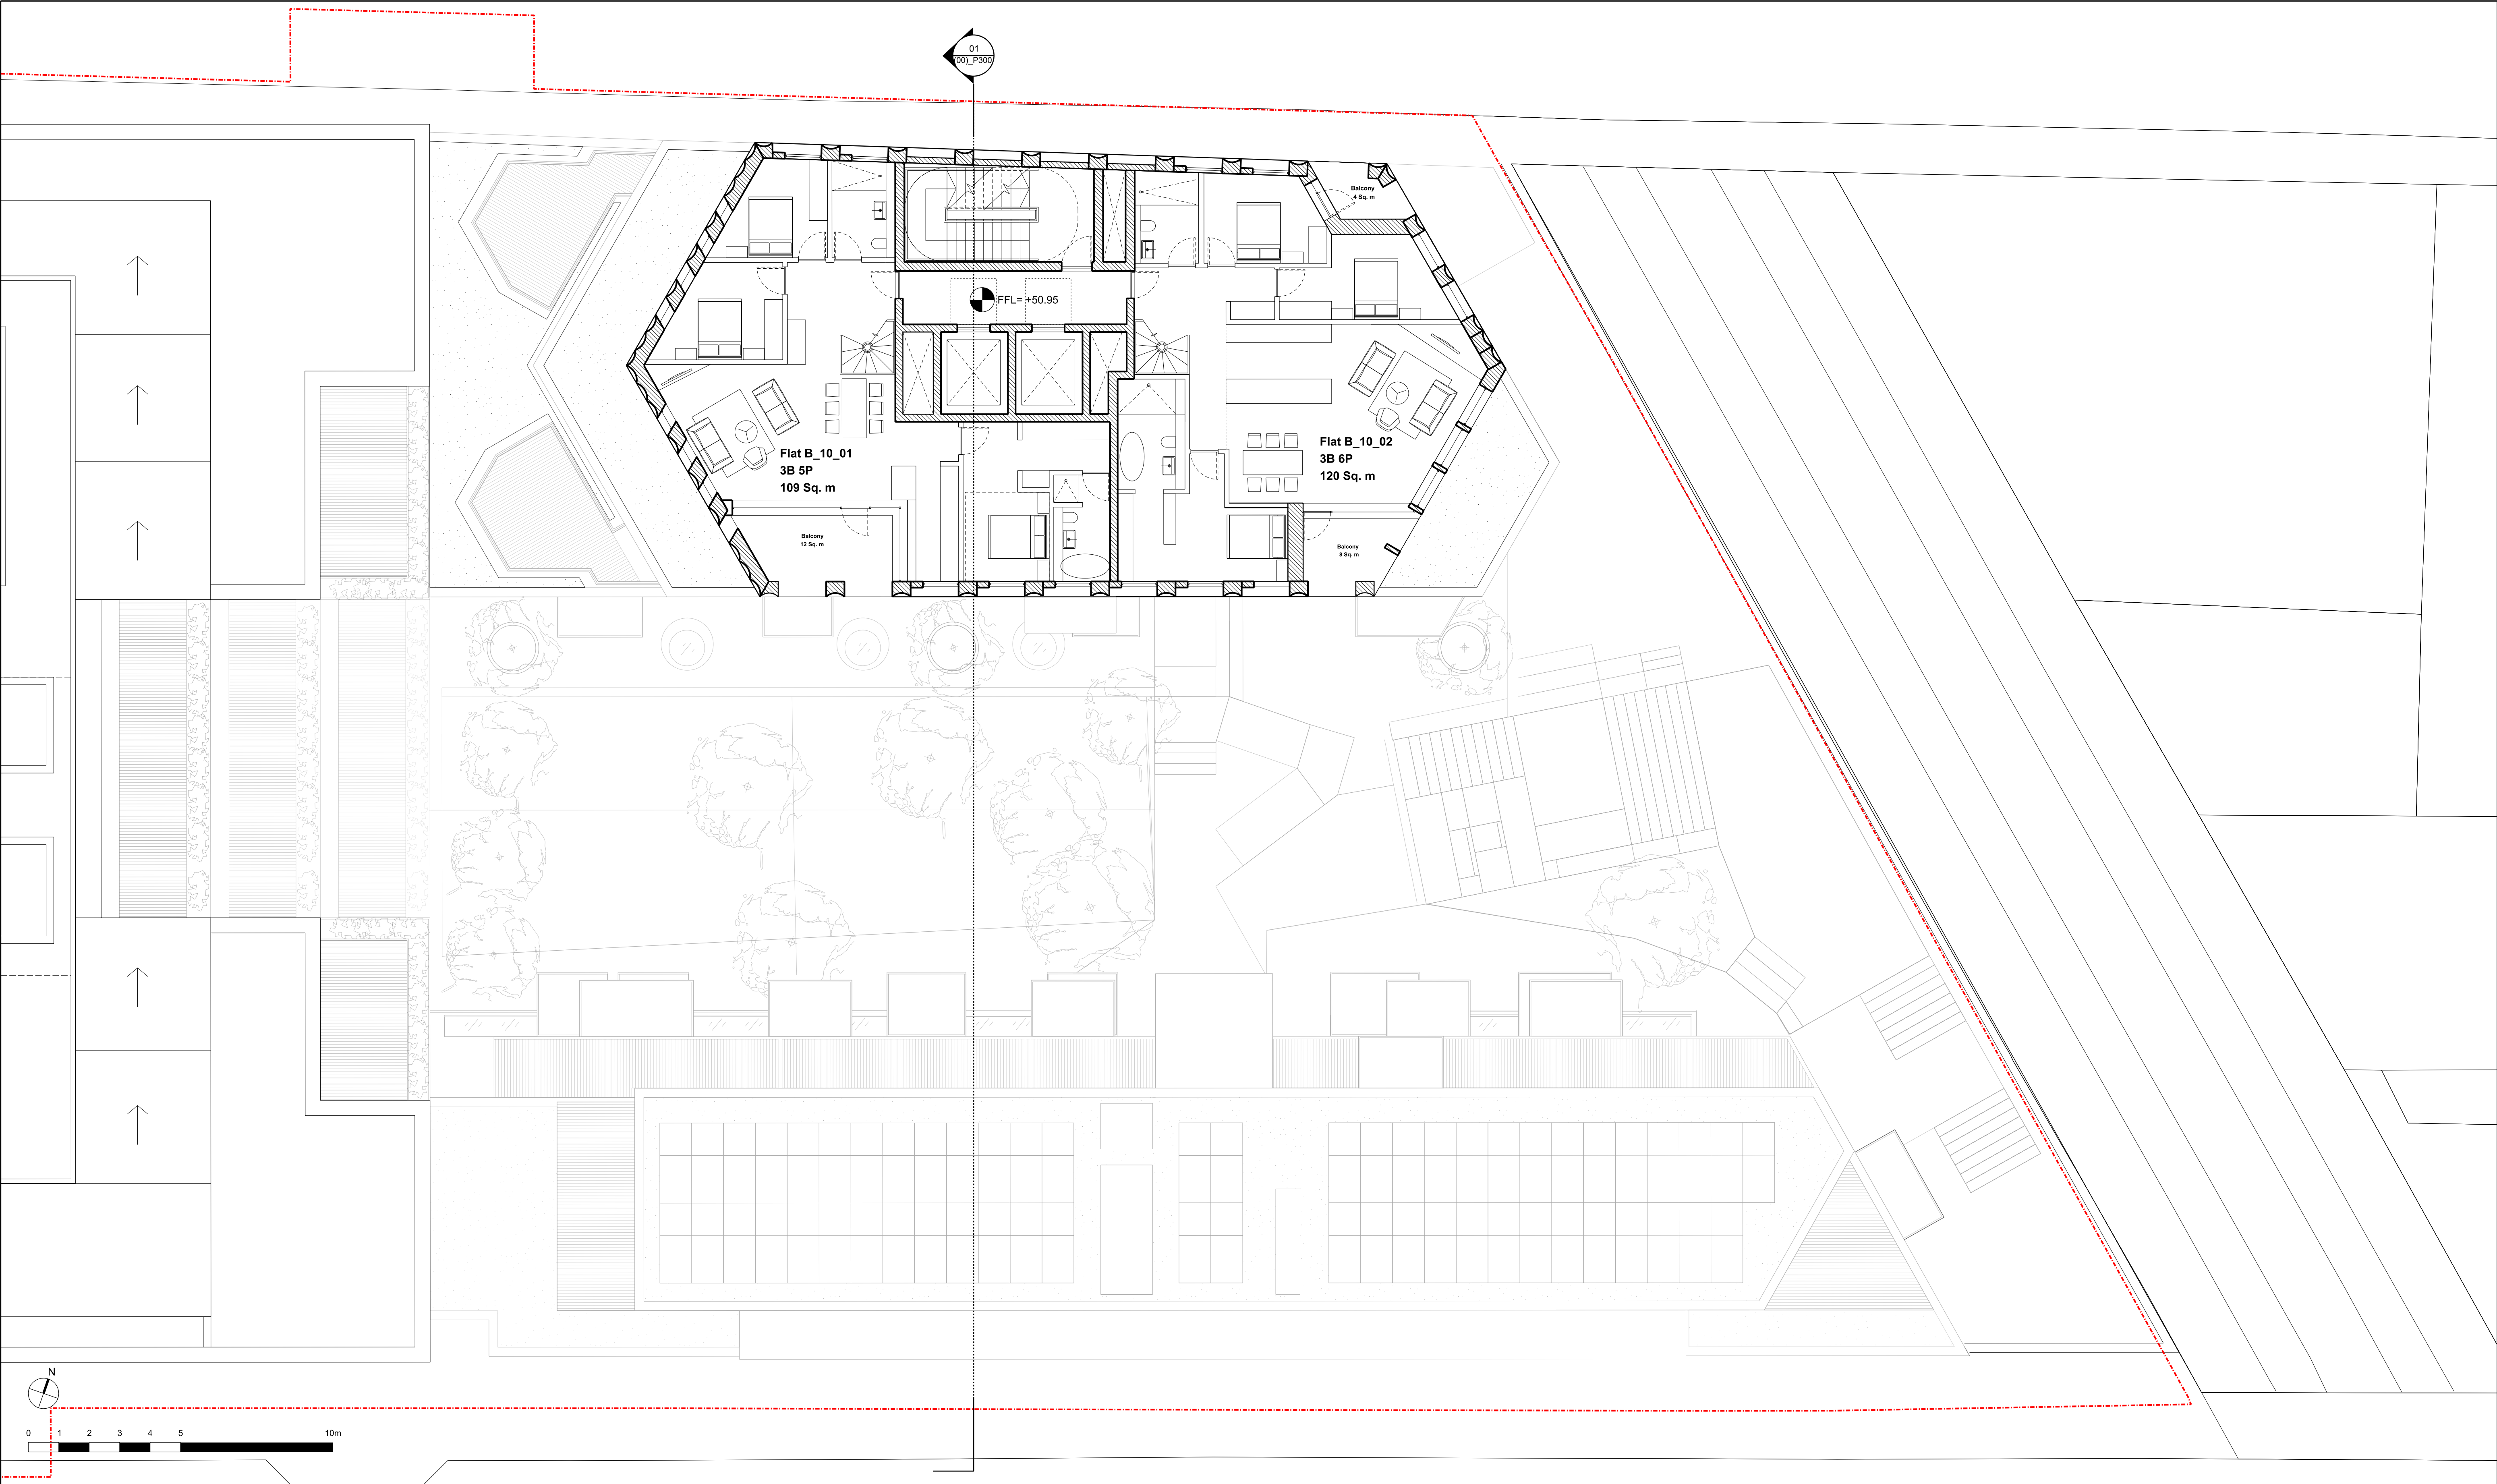 01
(00)_P300
Balcony
4 Sq. m
FFL= +50.95
Flat B_10_01
3B 5P
109 Sq. m
Flat B_10_02
3B 6P
120 Sq. m
Balcony
12 Sq. m
Balcony
8 Sq. m
N
0 1 2 3 4 5 10m